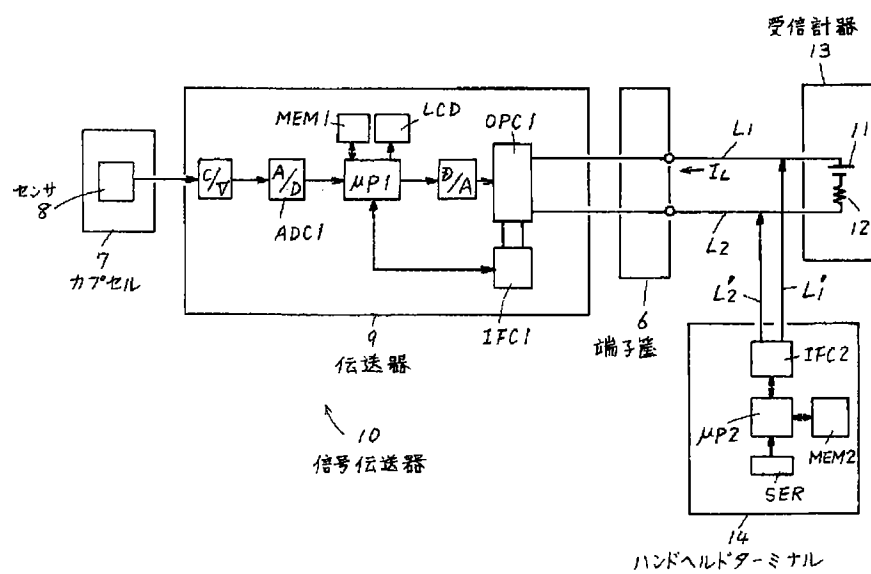 受信計器
13
MEM1
LCD
OPC1
L1
11
センサ
8
C/V
A/D
μP1
D/A
IL
ADC1
12
7
カプセル
L2
L2'
L1'
IFC1
6
端子箱
9
伝送器
IFC2
10
信号伝送器
μP2
MEM2
SER
14
ハンドヘルドターミナル